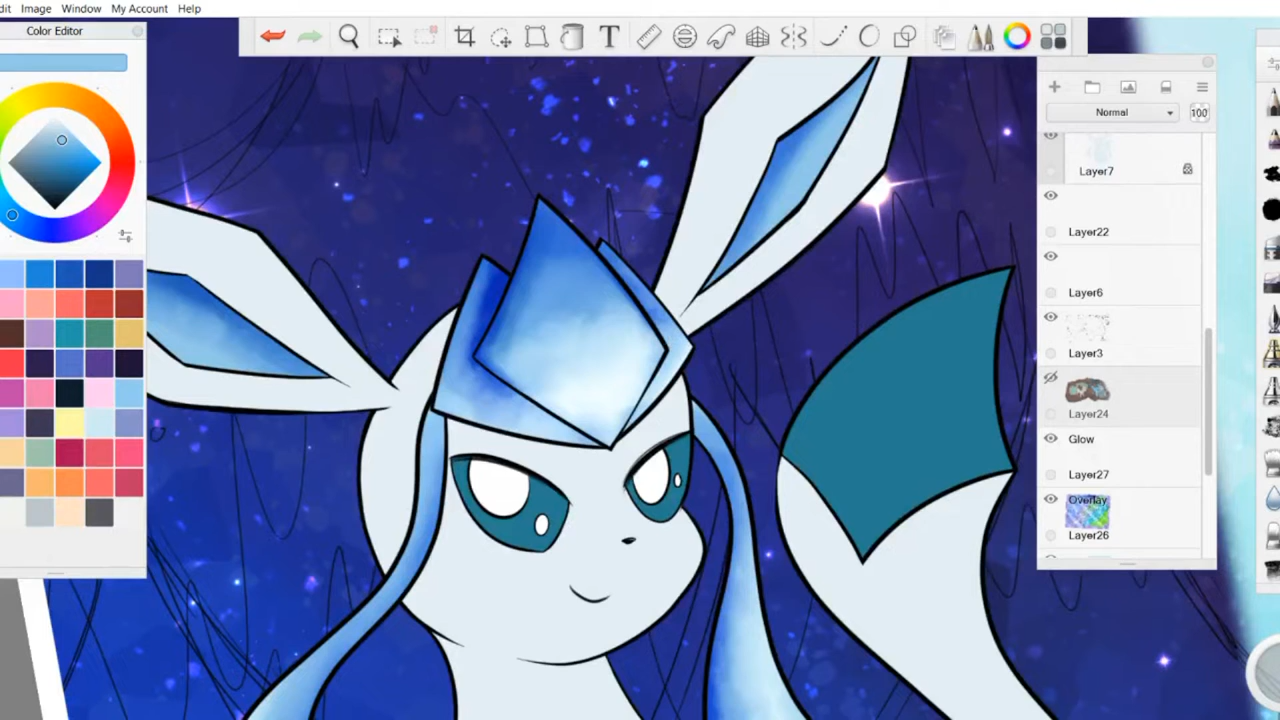 dit Image Window My Account Help
Color Editor
T
Normal 100
Layer7
Layer22
Layer6
Layer3
Layer24
Glow
Layer27
Overlay
Layer26